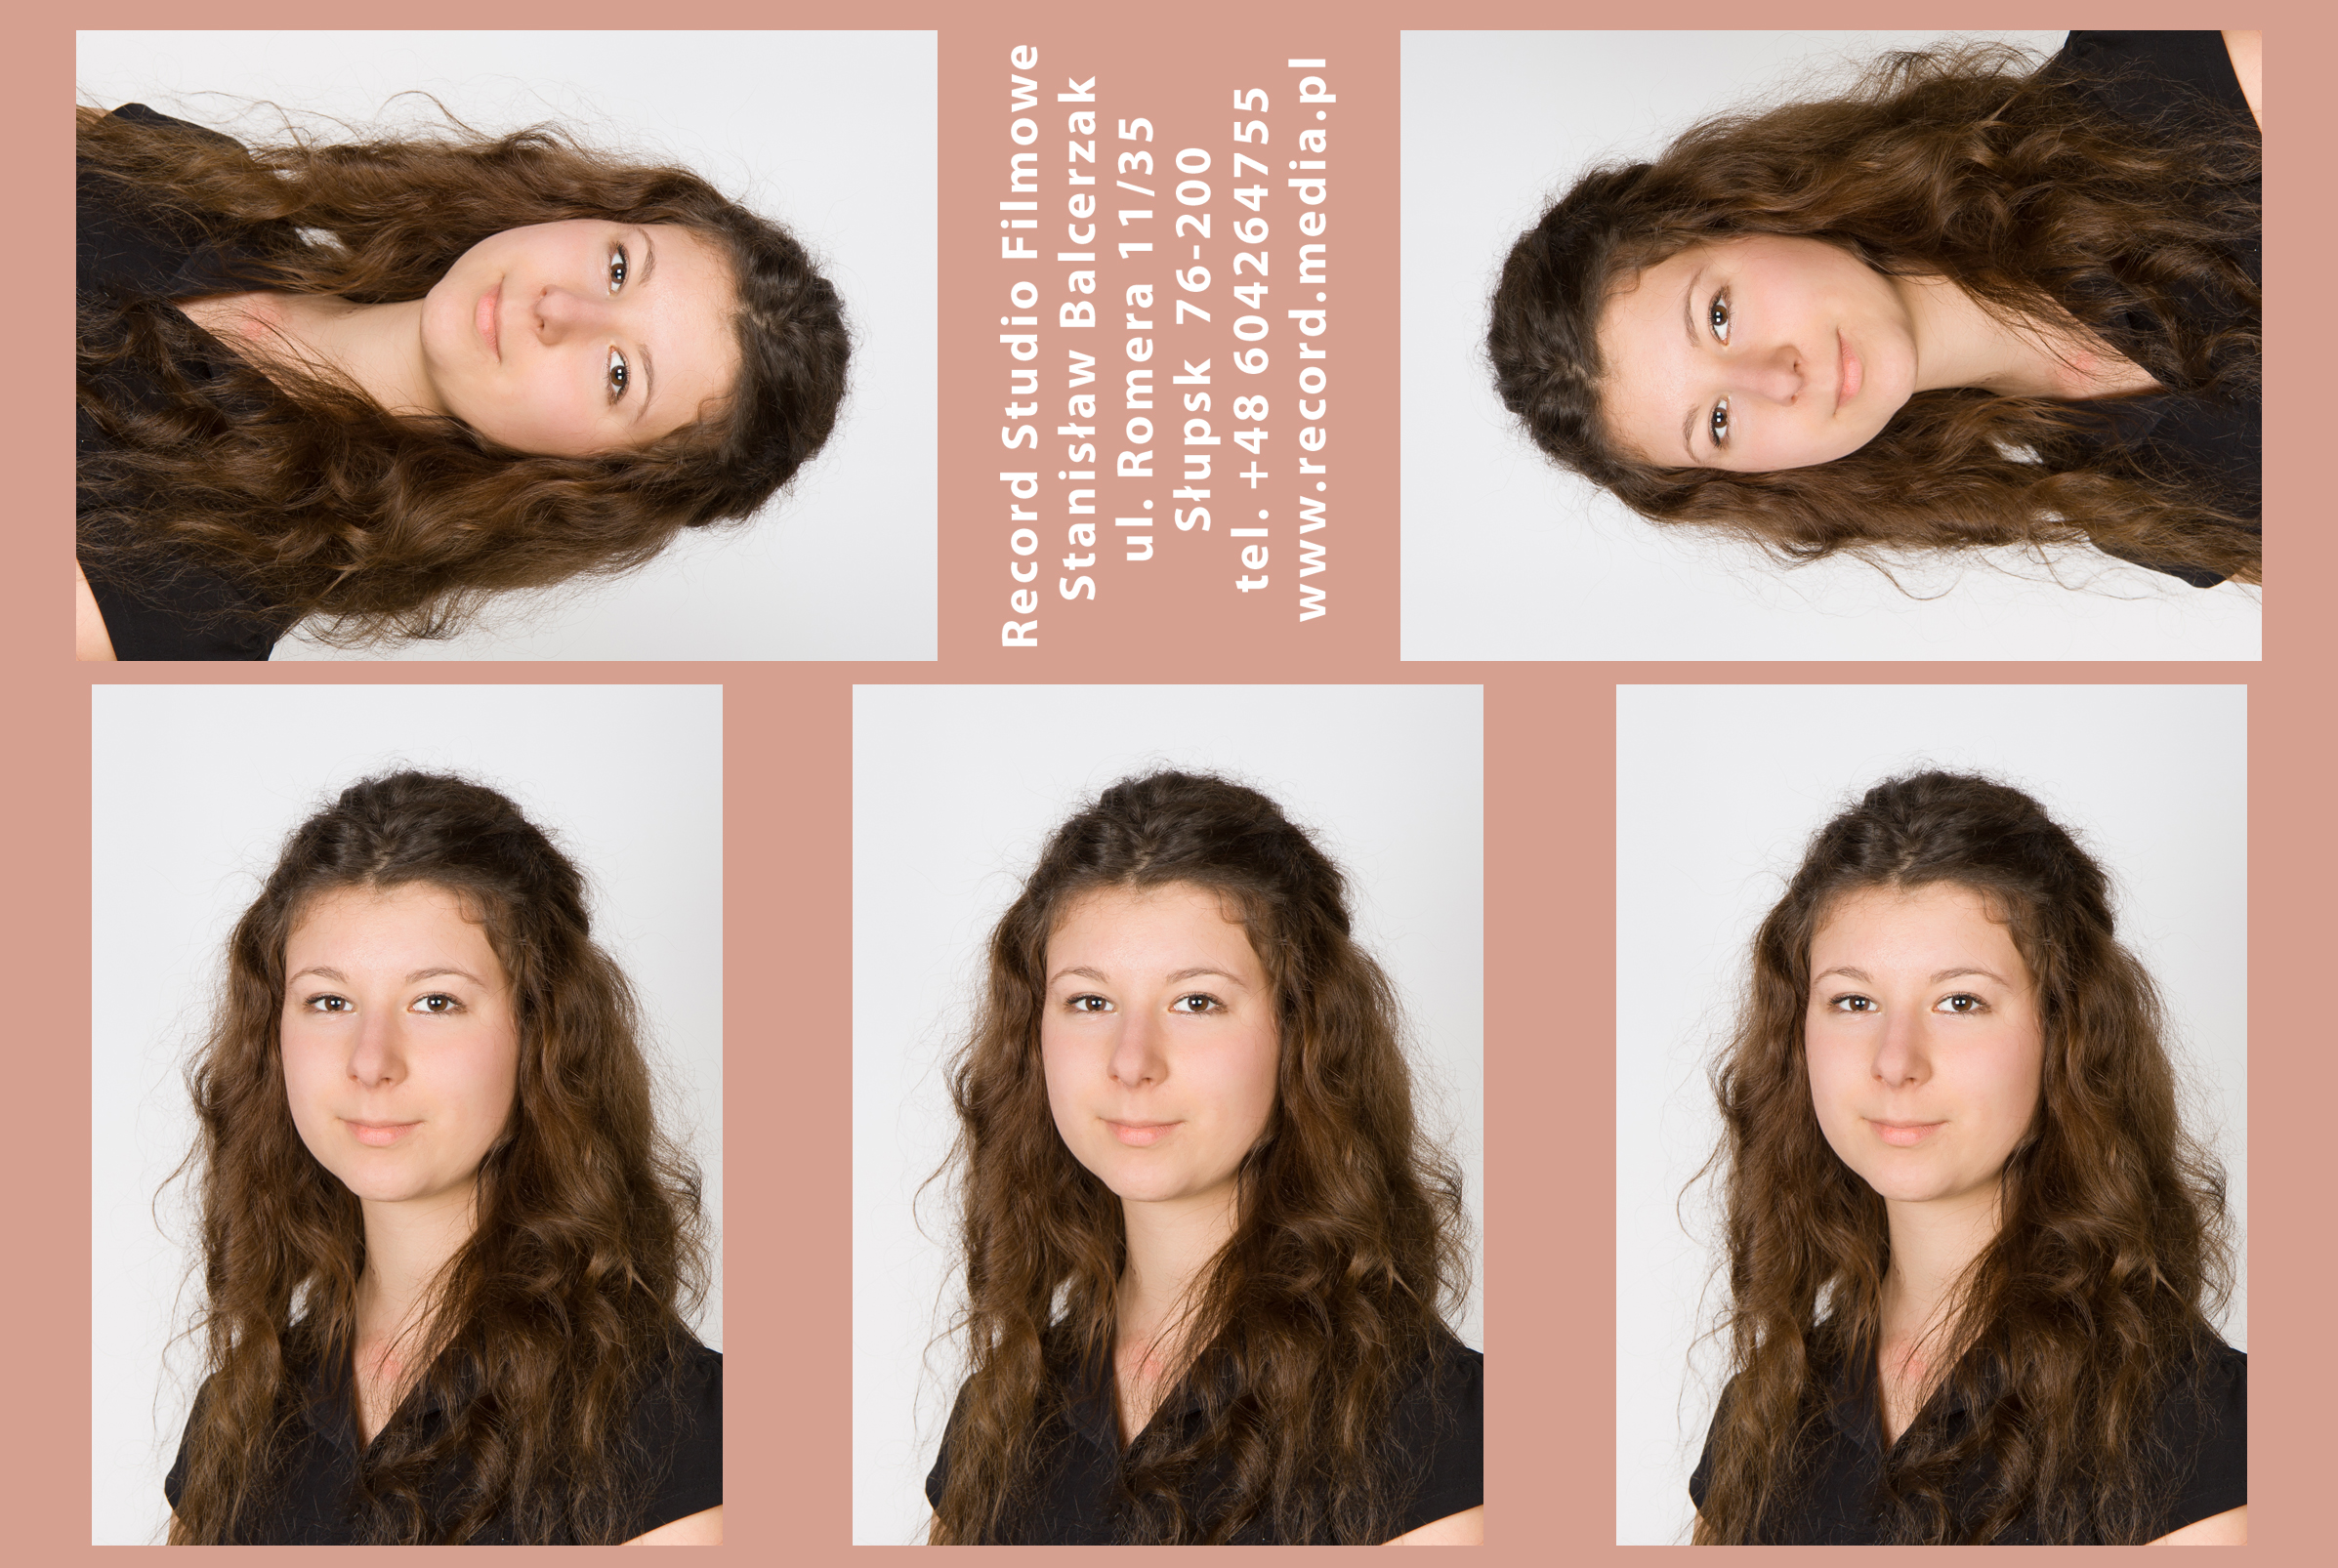 Record Studio Filmowe
Stanisław Balcerzak
ul. Romera 11/35
Słupsk 76-200
tel. +48 604264755
www.record.media.pl